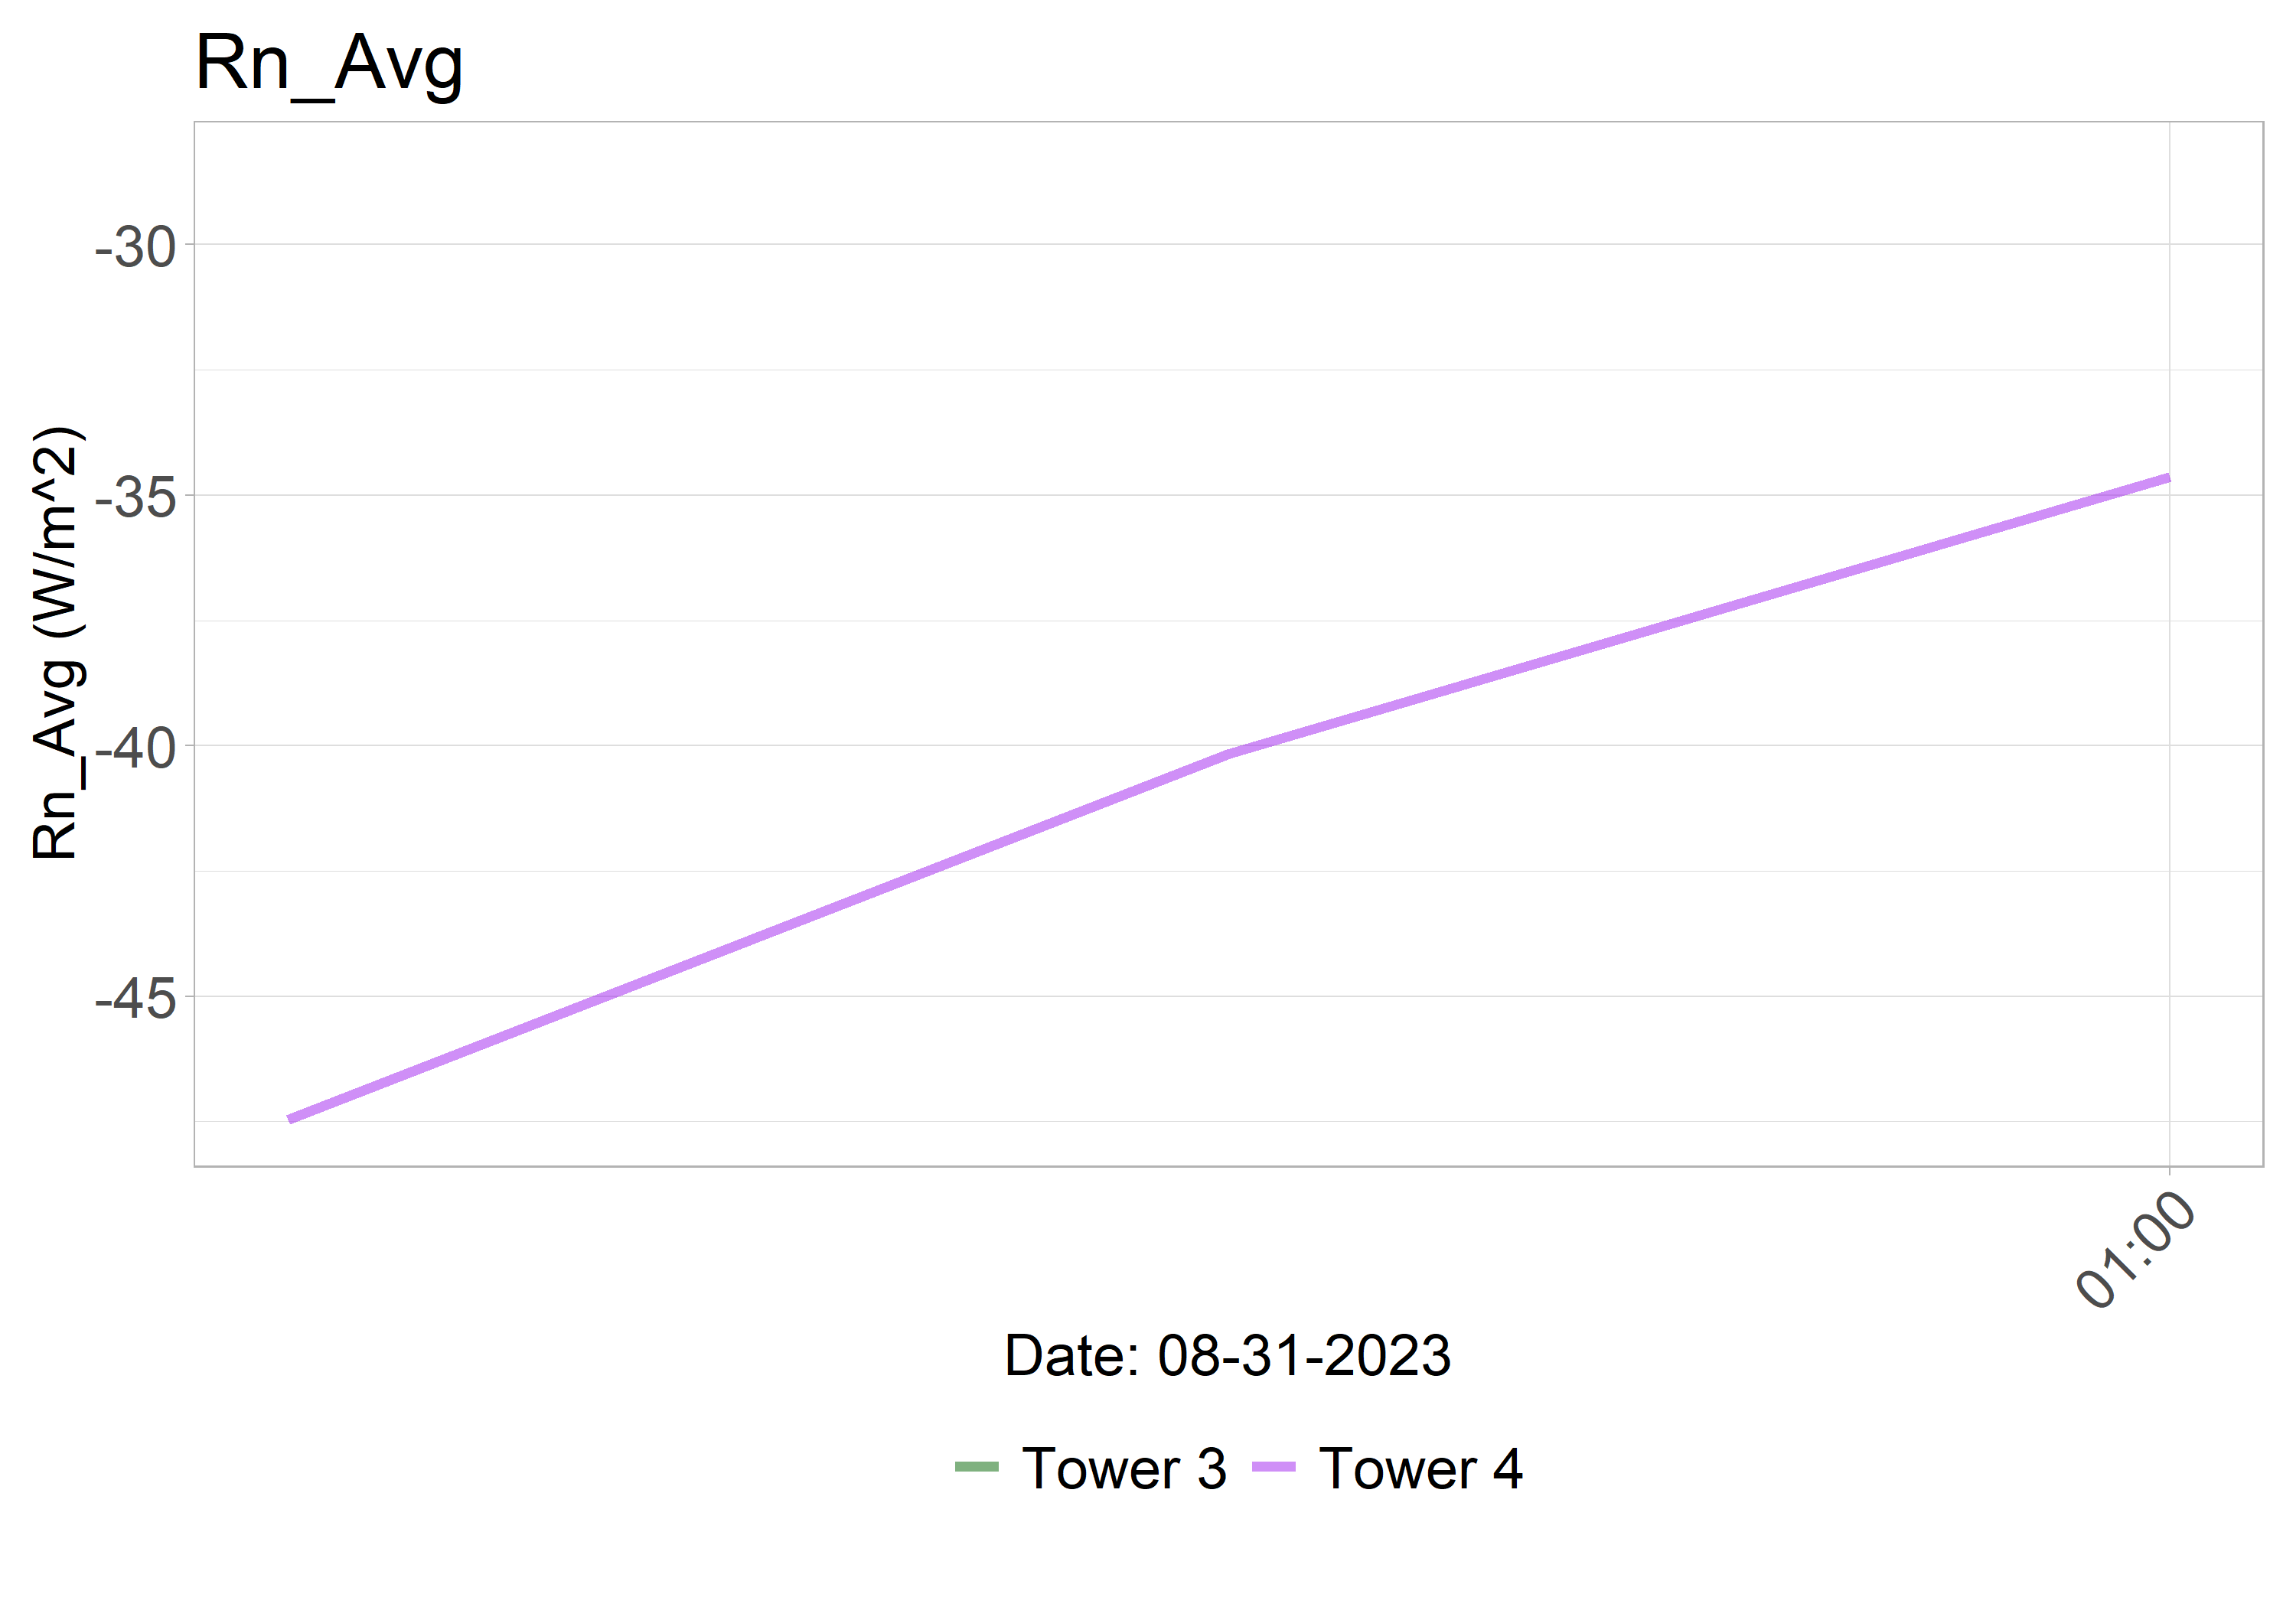 Rn_Avg
Rn_Avg (W/m^2)
-30
-35
-40
-45
01:00
Date: 08-31-2023
Tower 3 Tower 4